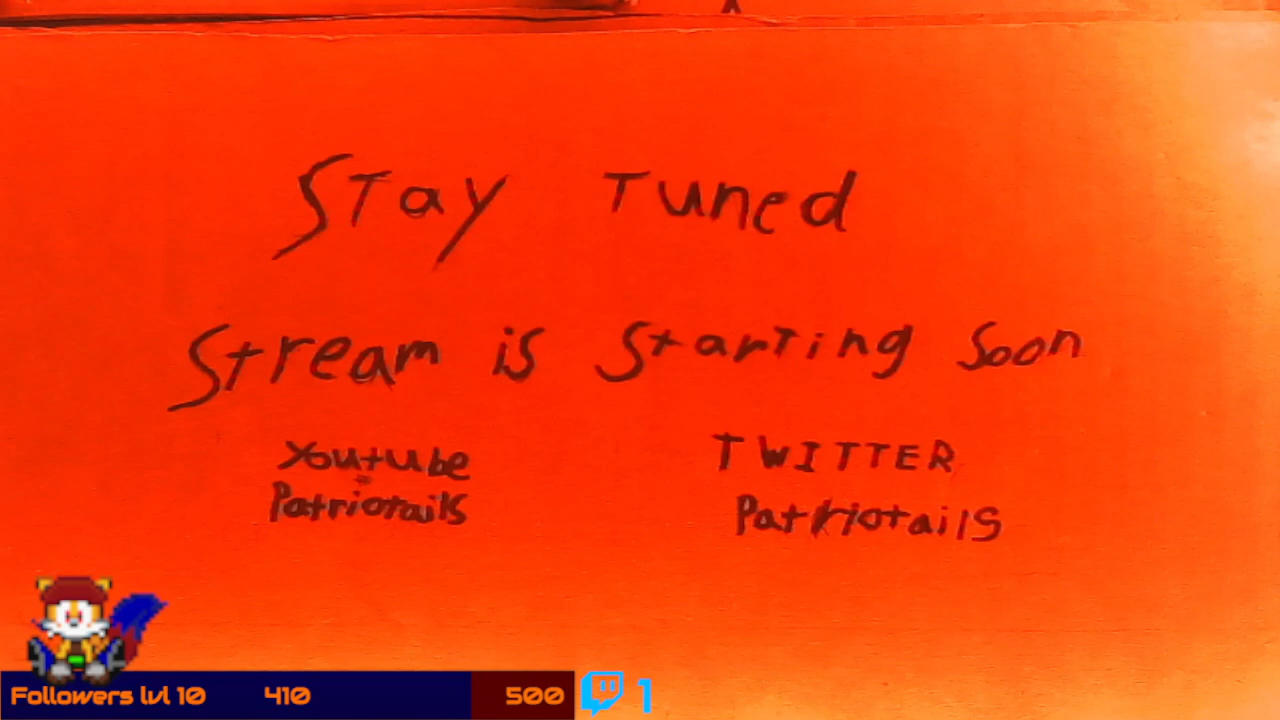 Stay Tuned
Stream is Starting Soon
Youtube
Patriotails
TWITTER
Patriotails
Followers lvl 10 410 500 1